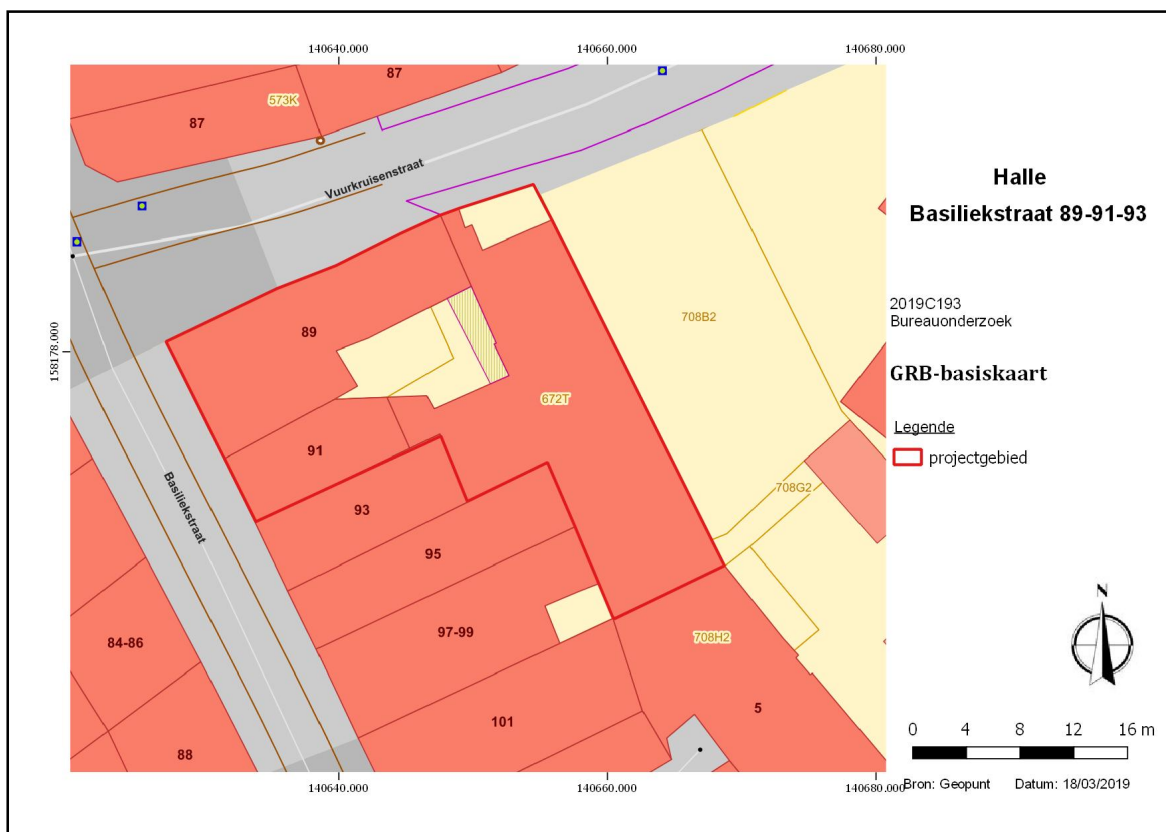 140640.000 140660.000 140680.000
87
573K
87
Vuurkruisenstraat
Halle
Basiliekstraat 89-91-93
2019C193
Bureauonderzoek
GRB-basiskaart
Legende
projectgebied
158178.000
89
708B2
672T
91
Basiliekstraat
93
708G2
95
97-99
84-86
708H2
101
5
88
N
0 4 8 12 16 m
Bron: Geopunt Datum: 18/03/2019
140640.000 140660.000 140680.000